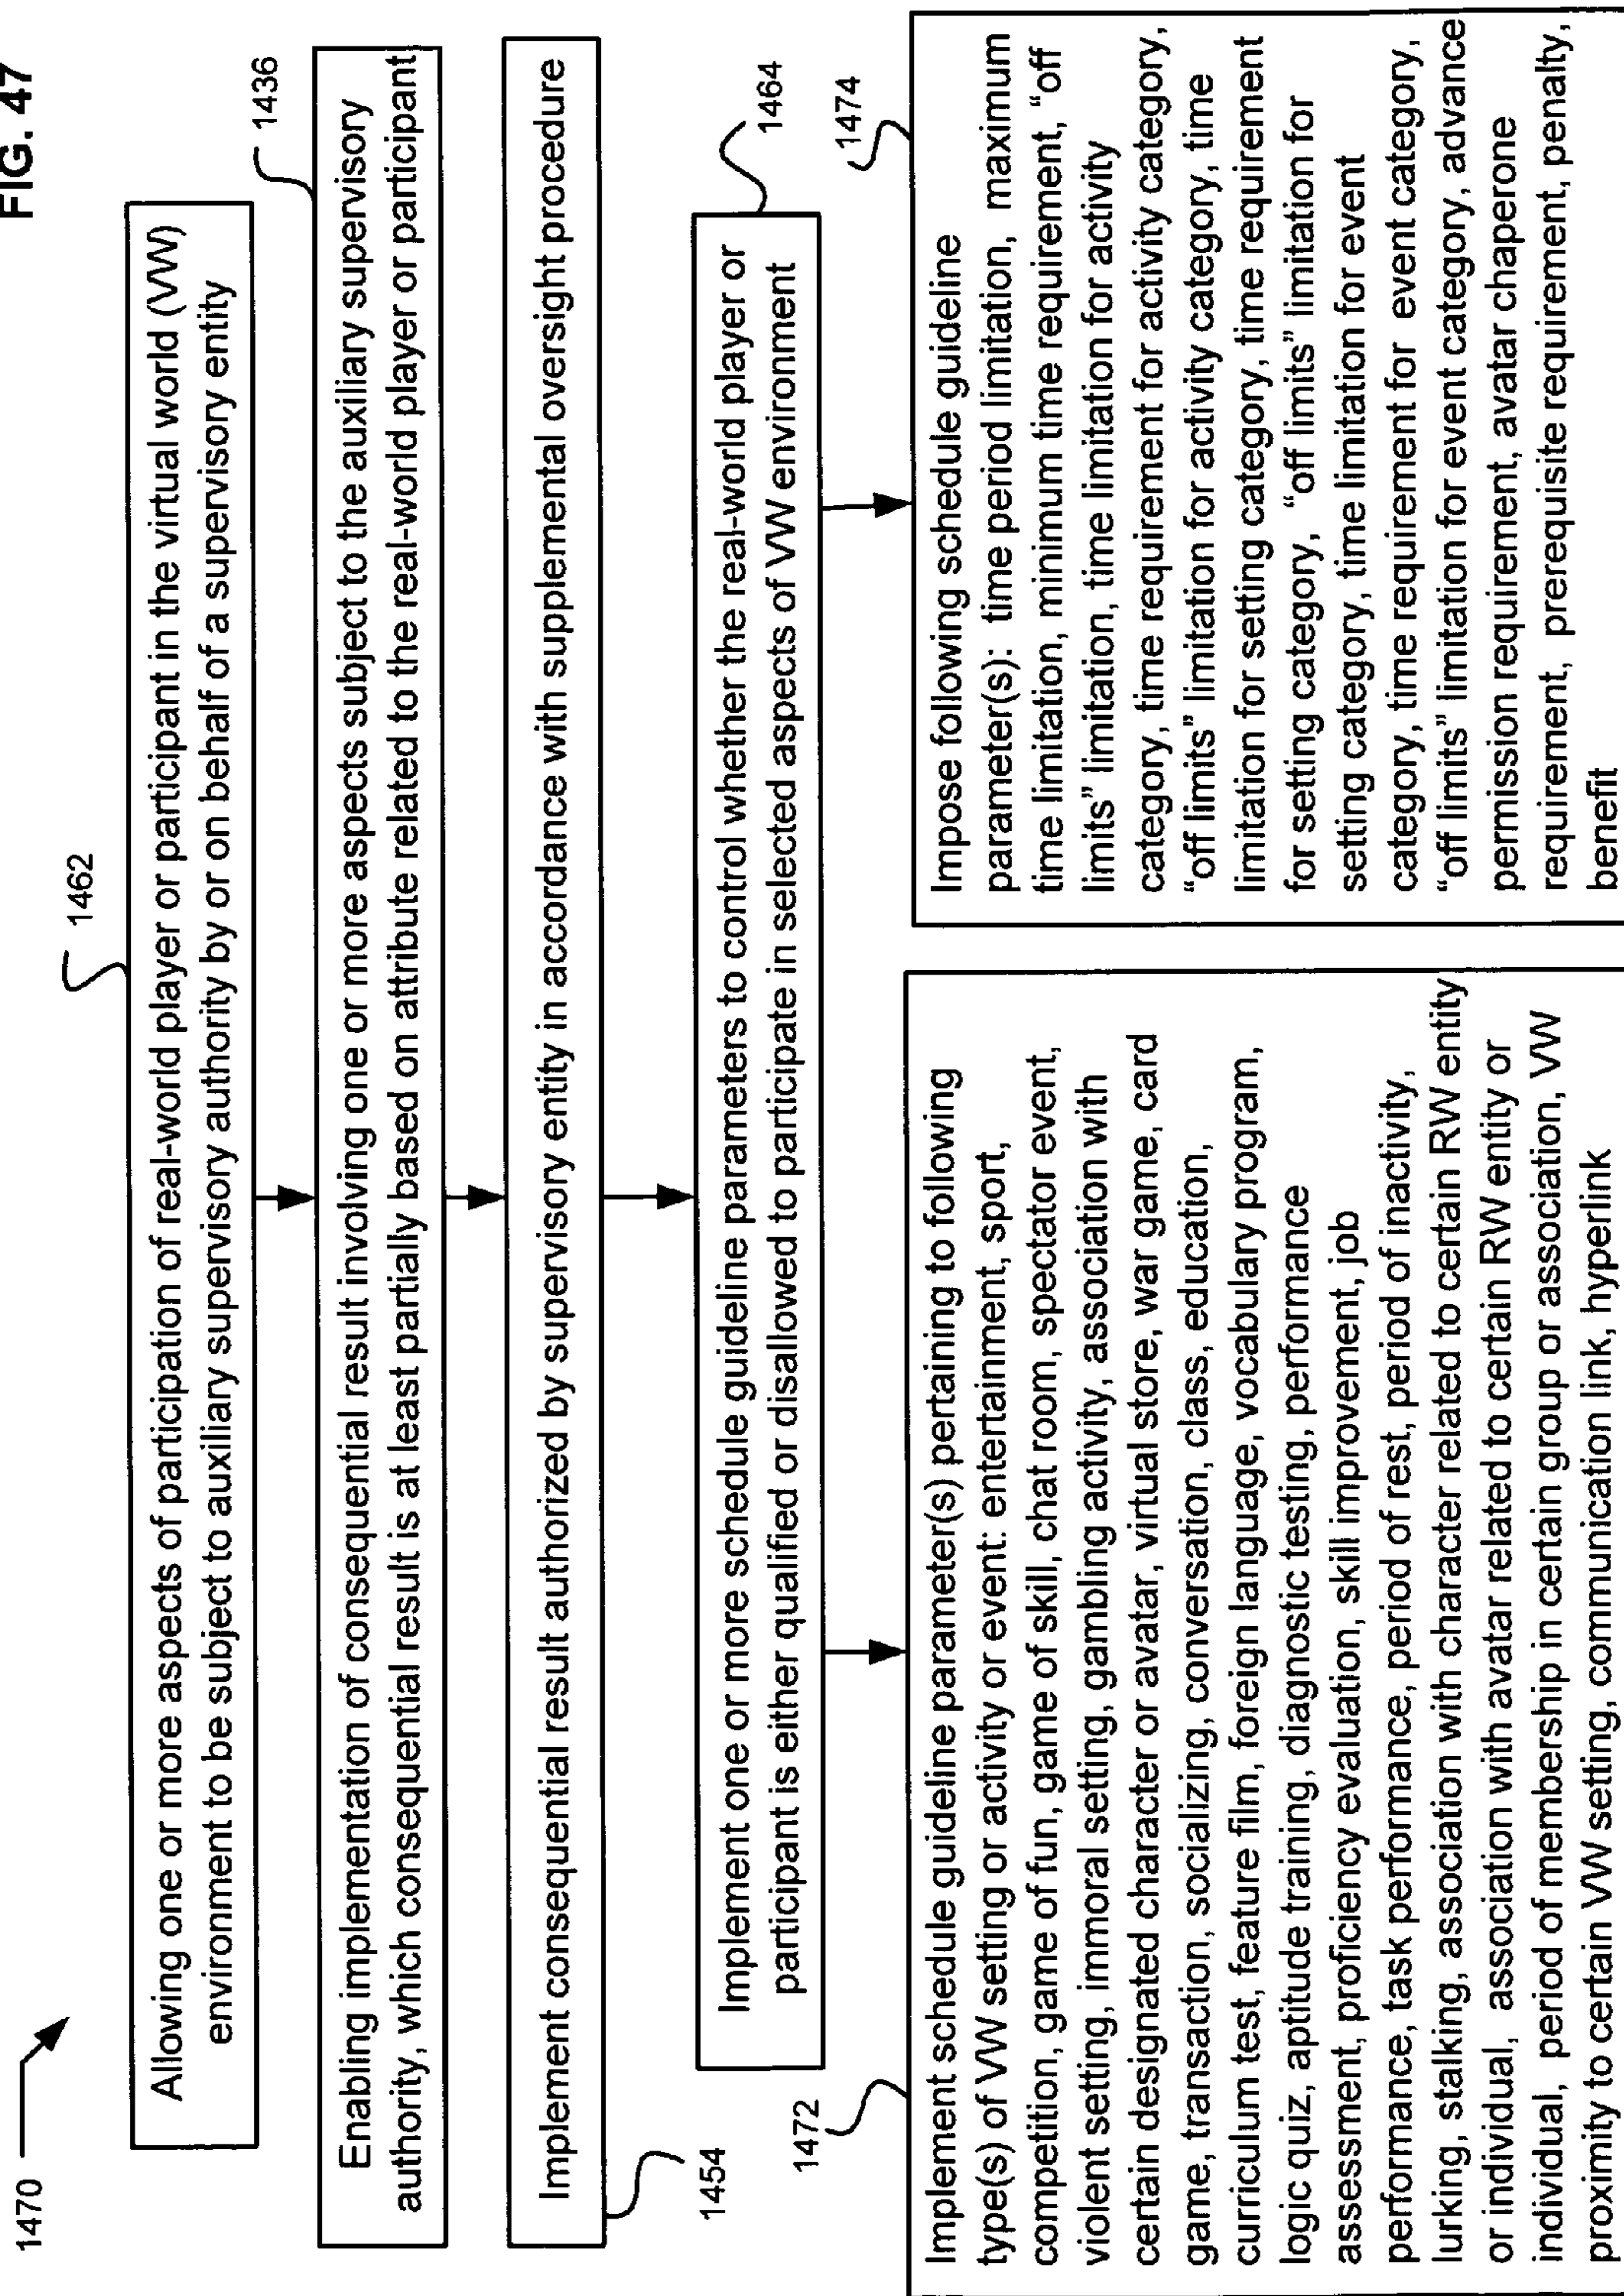 FIG. 47
1470
1462
Allowing one or more aspects of participation of real-world player or participant in the virtual world (VW)
environment to be subject to auxiliary supervisory authority by or on behalf of a supervisory entity
1436
Enabling implementation of consequential result involving one or more aspects subject to the auxiliary supervisory
authority, which consequential result is at least partially based on attribute related to the real-world player or participant
Implement consequential result authorized by supervisory entity in accordance with supplemental oversight procedure
1454
1464
Implement one or more schedule guideline parameters to control whether the real-world player or
participant is either qualified or disallowed to participate in selected aspects of VW environment
1472
Implement schedule guideline parameter(s) pertaining to following
type(s) of VW setting or activity or event: entertainment, sport,
competition, game of fun, game of skill, chat room, spectator event,
violent setting, immoral setting, gambling activity, association with
certain designated character or avatar, virtual store, war game, card
game, transaction, socializing, conversation, class, education,
curriculum test, feature film, foreign language, vocabulary program,
logic quiz, aptitude training, diagnostic testing, performance
assessment, proficiency evaluation, skill improvement, job
performance, task performance, period of rest, period of inactivity,
lurking, stalking, association with character related to certain RW entity
or individual, association with avatar related to certain RW entity or
individual, period of membership in certain group or association, VW
proximity to certain VW setting, communication link, hyperlink
1474
Impose following schedule guideline
parameter(s): time period limitation, maximum
time limitation, minimum time requirement, “off
limits” limitation, time limitation for activity
category, time requirement for activity category,
“off limits” limitation for activity category, time
limitation for setting category, time requirement
for setting category, “off limits” limitation for
setting category, time limitation for event
category, time requirement for event category,
“off limits” limitation for event category, advance
permission requirement, avatar chaperone
requirement, prerequisite requirement, penalty,
benefit